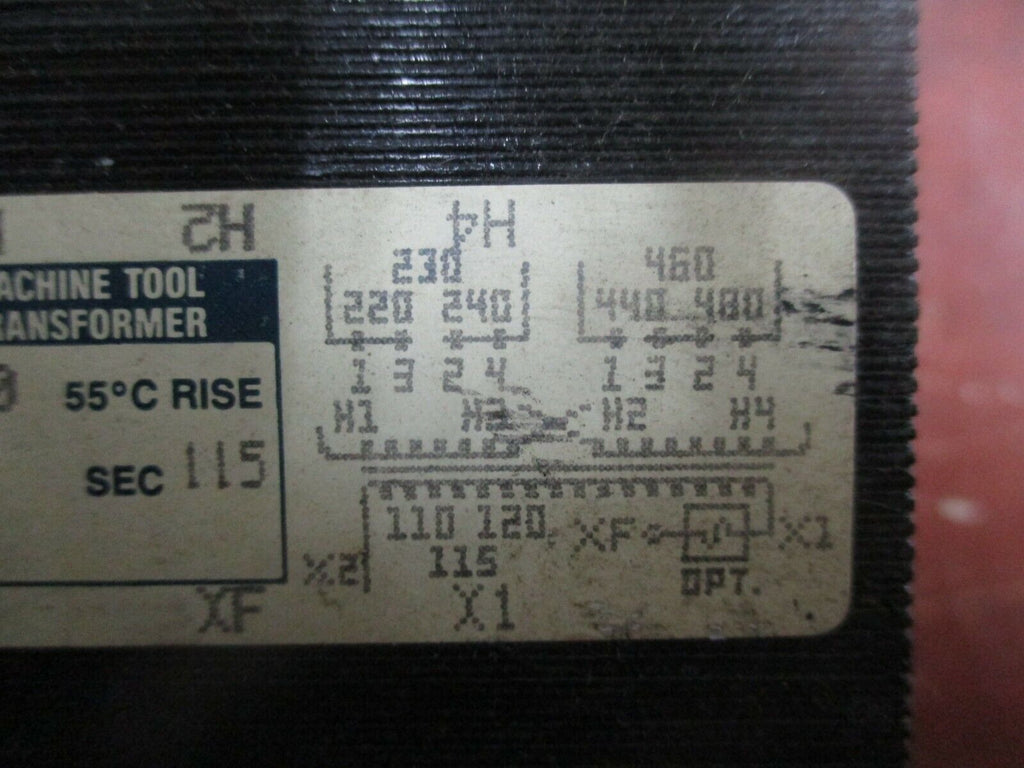 H2 H4
ACHINE TOOL
RANSFORMER
0 55°C RISE
SEC 115
XF X1
230 460
220 240 440 480
1 3 2 4 1 3 2 4
H1 H3 H2 H4
110 120 XF X1
115
X2 OPT.